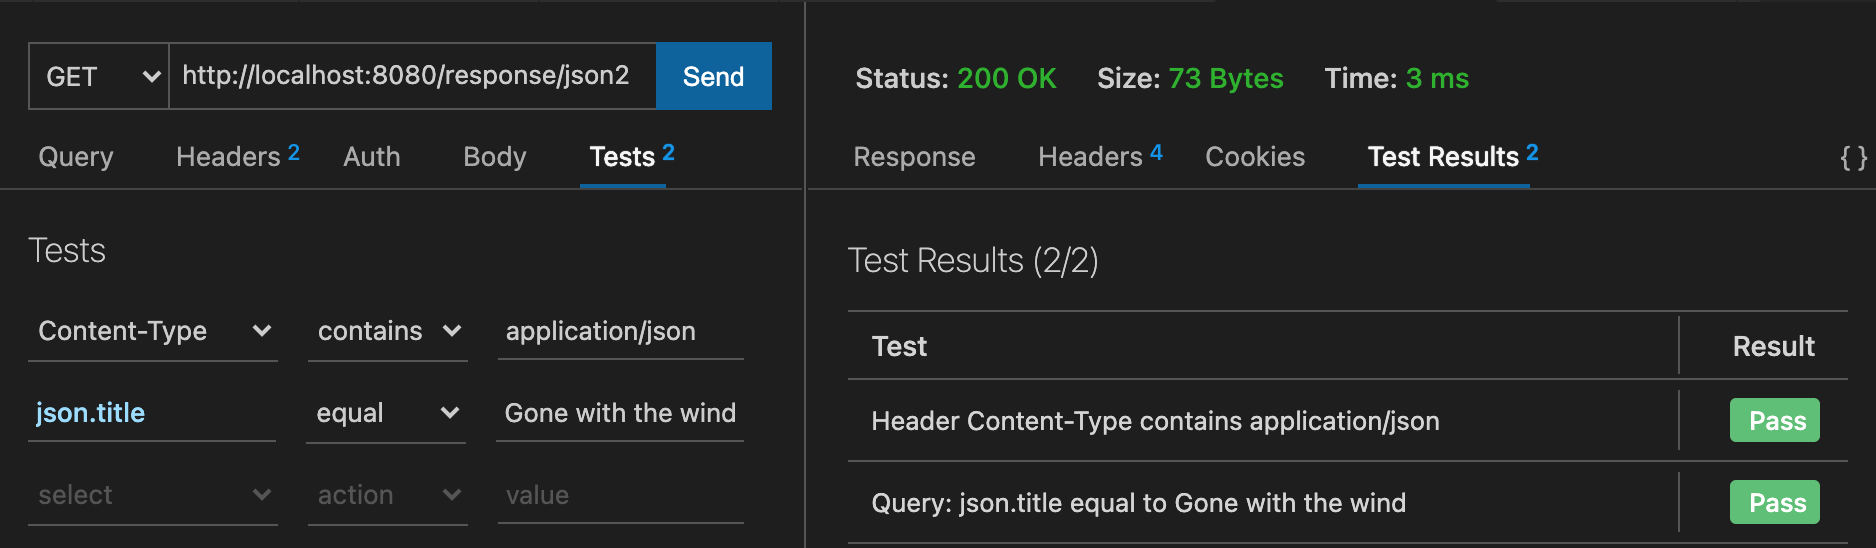 GET http://localhost:8080/response/json2 Send
Query Headers 2 Auth Body Tests 2
Tests
Content-Type contains application/json
json.title equal Gone with the wind
select action value
Status: 200 OK Size: 73 Bytes Time: 3 ms
Response Headers 4 Cookies Test Results 2 { }
Test Results (2/2)
Test Result
Header Content-Type contains application/json Pass
Query: json.title equal to Gone with the wind Pass